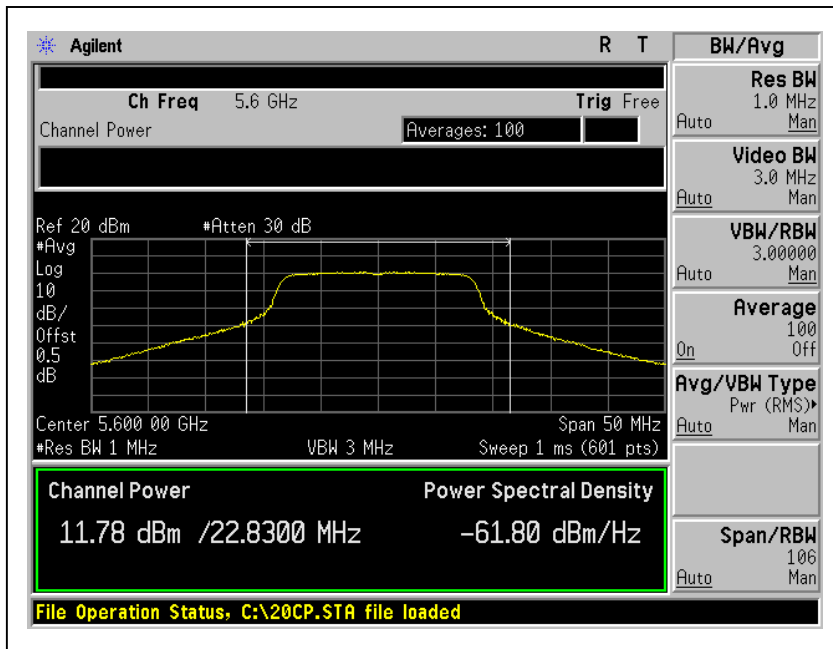 Agilent R T
Ch Freq 5.6 GHz Trig Free
Channel Power Averages: 100
Ref 20 dBm #Atten 30 dB
#Avg
Log
10
dB/
Offst
0.5
dB
Center 5.600 00 GHz Span 50 MHz
#Res BW 1 MHz VBW 3 MHz Sweep 1 ms (601 pts)
Channel Power Power Spectral Density
11.78 dBm /22.8300 MHz -61.80 dBm/Hz
File Operation Status, C:\20CP.STA file loaded
BW/Avg
Res BW
1.0 MHz
Auto Man
Video BW
3.0 MHz
Auto Man
VBW/RBW
3.00000
Auto Man
Average
100
On Off
Avg/VBW Type
Pwr (RMS)▸
Auto Man
Span/RBW
106
Auto Man